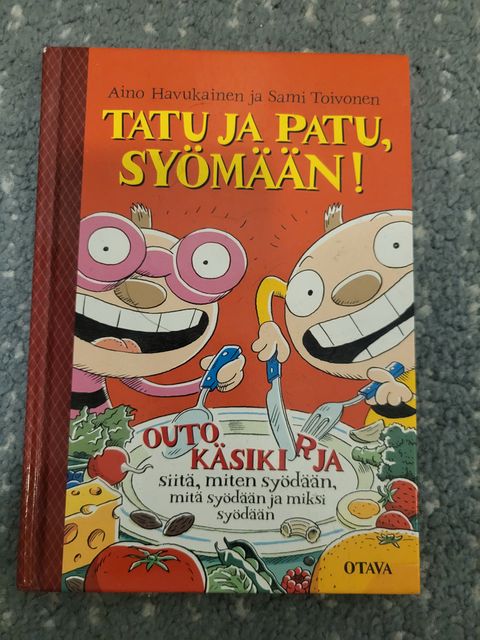 Aino Havukainen ja Sami Toivonen
TATU JA PATU,
SYÖMÄÄN!
OUTO
KÄSIKIRJA
siitä, miten syödään,
mitä syödään ja miksi
syödään
OTAVA